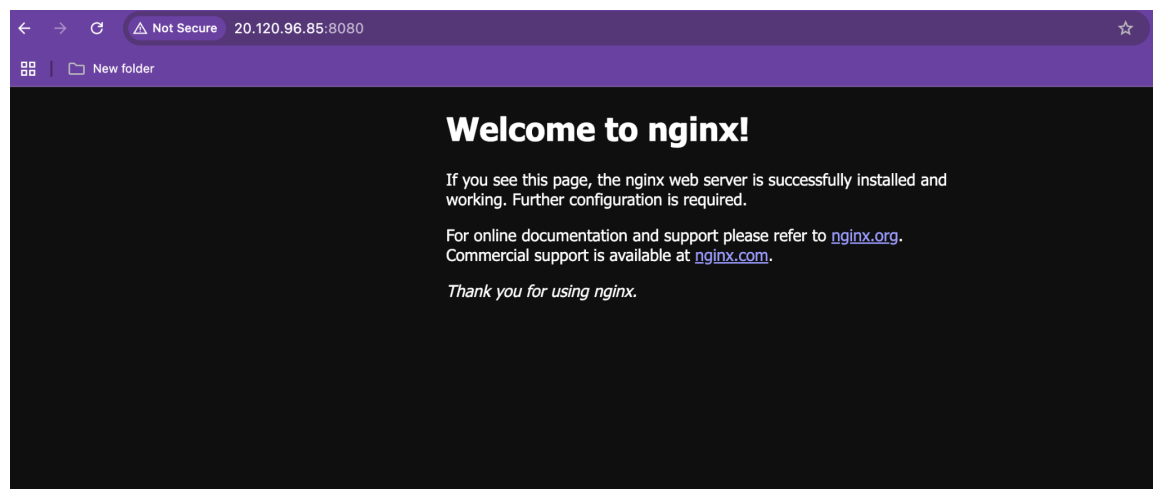 Not Secure 20.120.96.85:8080
New folder
Welcome to nginx!
If you see this page, the nginx web server is successfully installed and
working. Further configuration is required.
For online documentation and support please refer to nginx.org.
Commercial support is available at nginx.com.
Thank you for using nginx.